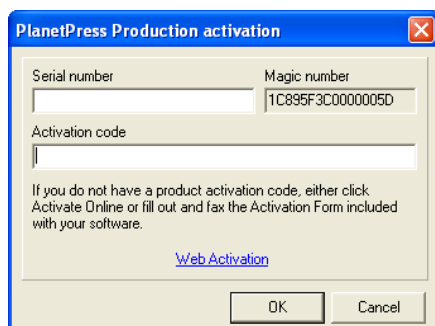 PlanetPress Production activation
Serial number Magic number
1C895F3C0000005D
Activation code
If you do not have a product activation code, either click
Activate Online or fill out and fax the Activation Form included
with your software.
Web Activation
OK Cancel